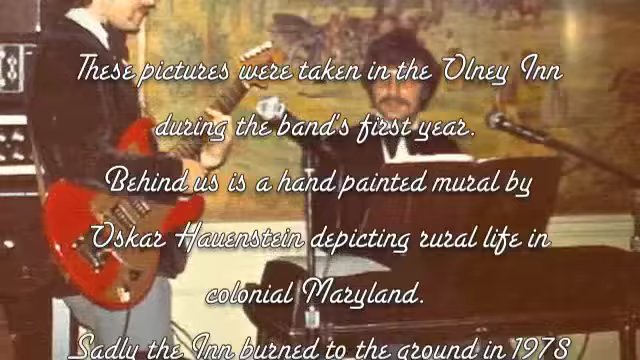 These pictures were taken in the Olney Inn
during the band's first year.
Behind us is a hand painted mural by
Oskar Hauenstein depicting rural life in
colonial Maryland.
Sadly the Inn burned to the ground in 1978